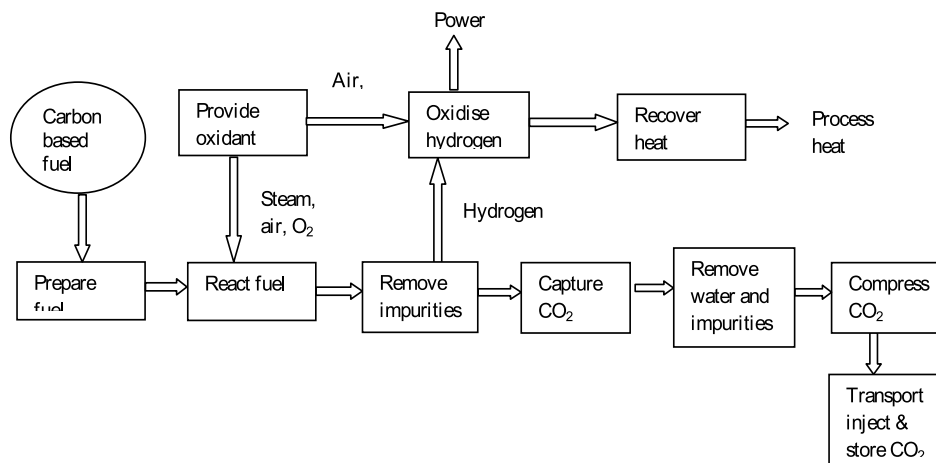 Power
Air,
Carbon
based
fuel
Provide
oxidant
Oxidise
hydrogen
Recover
heat
Process
heat
Steam,
air, O₂
Hydrogen
Prepare
fuel
React fuel
Remove
impurities
Capture
CO₂
Remove
water and
impurities
Compress
CO₂
Transport
inject &
store CO₂